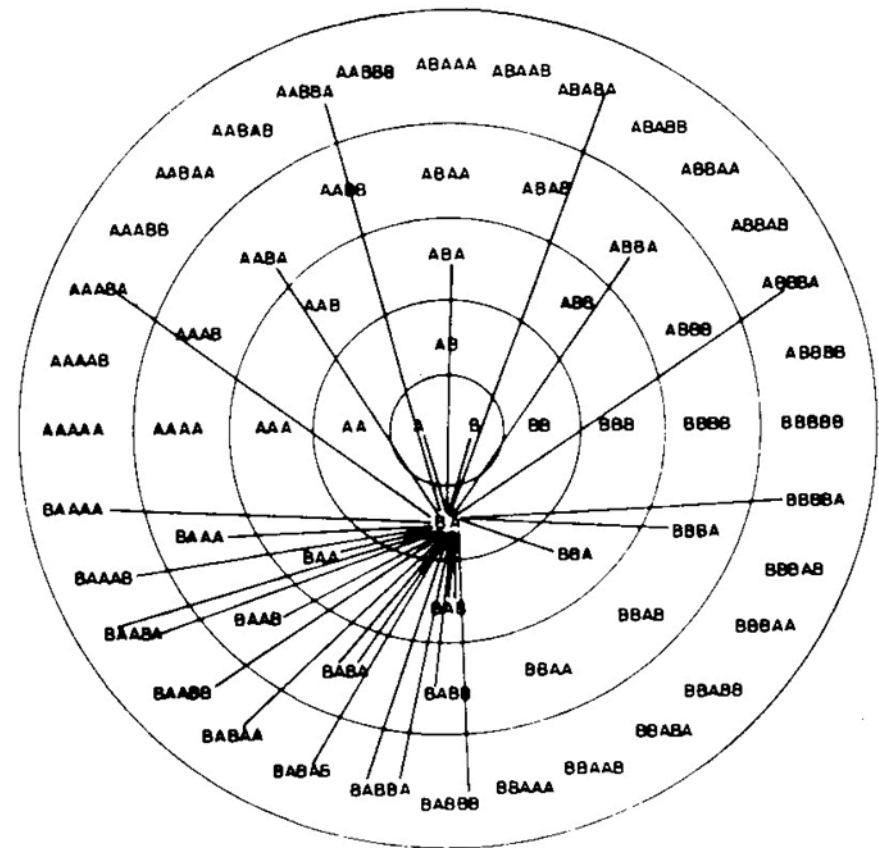 AABBB ABAAA ABAAB
AABBA ABABA
AABAB ABABB
AABAA ABAA ABBAA
AABB ABAB
AAABB ABBAB
AABA ABA ABBA
AAABA ABBBA
AAB ABB
AAAB ABBB
AB
AAAAB ABBBB
AAAAA AAAA AAA AA A B BB BBB BBBB BBBBB
BAAAA BBBBA
BA
BAAA BBBA
BAA BBA
BAAAB BBBAB
BAAB BAB BBAB
BAABA BBBAA
BABA BBAA
BAABB BABB BBABB
BABAA BBABA
BABAB BBAAB
BABBA BABBB BBAAA